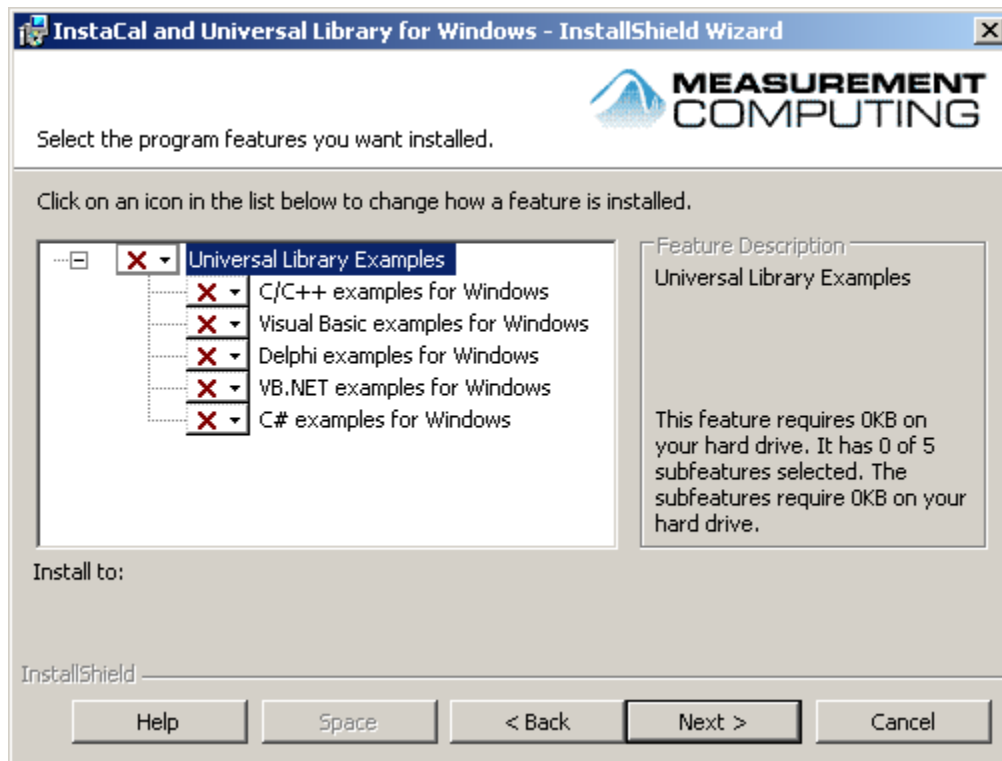 InstaCal and Universal Library for Windows - InstallShield Wizard
MEASUREMENT
COMPUTING
Select the program features you want installed.
Click on an icon in the list below to change how a feature is installed.
Universal Library Examples
C/C++ examples for Windows
Visual Basic examples for Windows
Delphi examples for Windows
VB.NET examples for Windows
C# examples for Windows
Feature Description
Universal Library Examples
This feature requires 0KB on
your hard drive. It has 0 of 5
subfeatures selected. The
subfeatures require 0KB on your
hard drive.
Install to:
InstallShield
Help
Space
< Back
Next >
Cancel